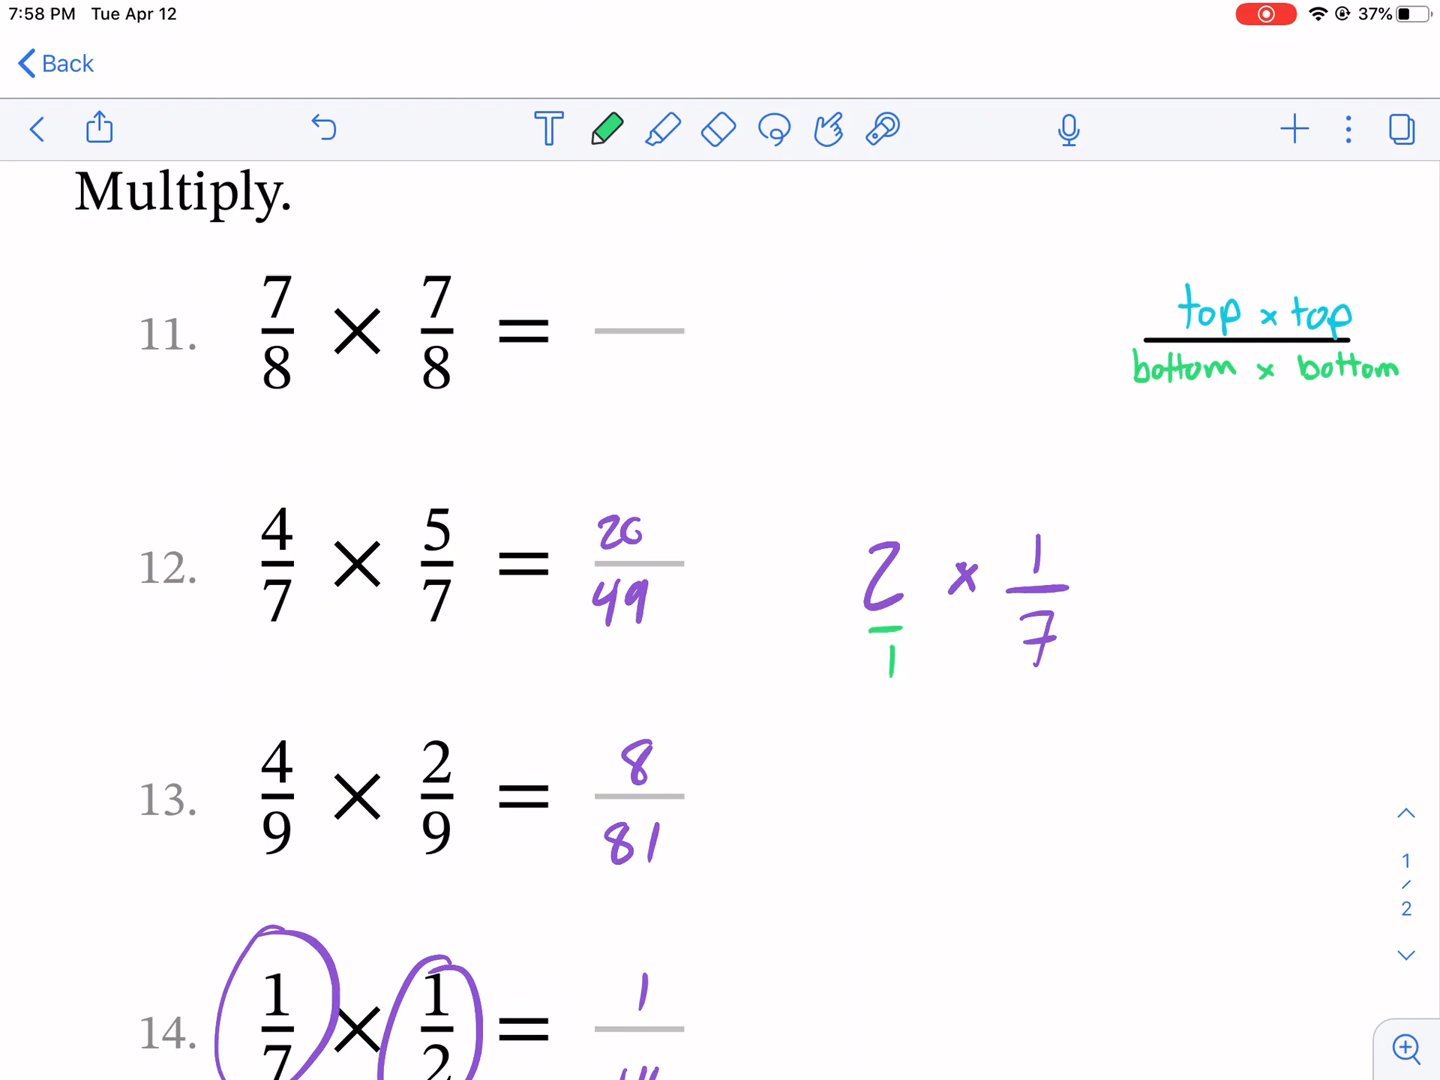 7:58 PM Tue Apr 12 37%
Back
T
Multiply.
11. 7/8 × 7/8 =
top × top
bottom × bottom
12. 4/7 × 5/7 = 20/49
2/1 × 1/7
13. 4/9 × 2/9 = 8/81
1
/
2
14. 1/7 × 1/2 = 1